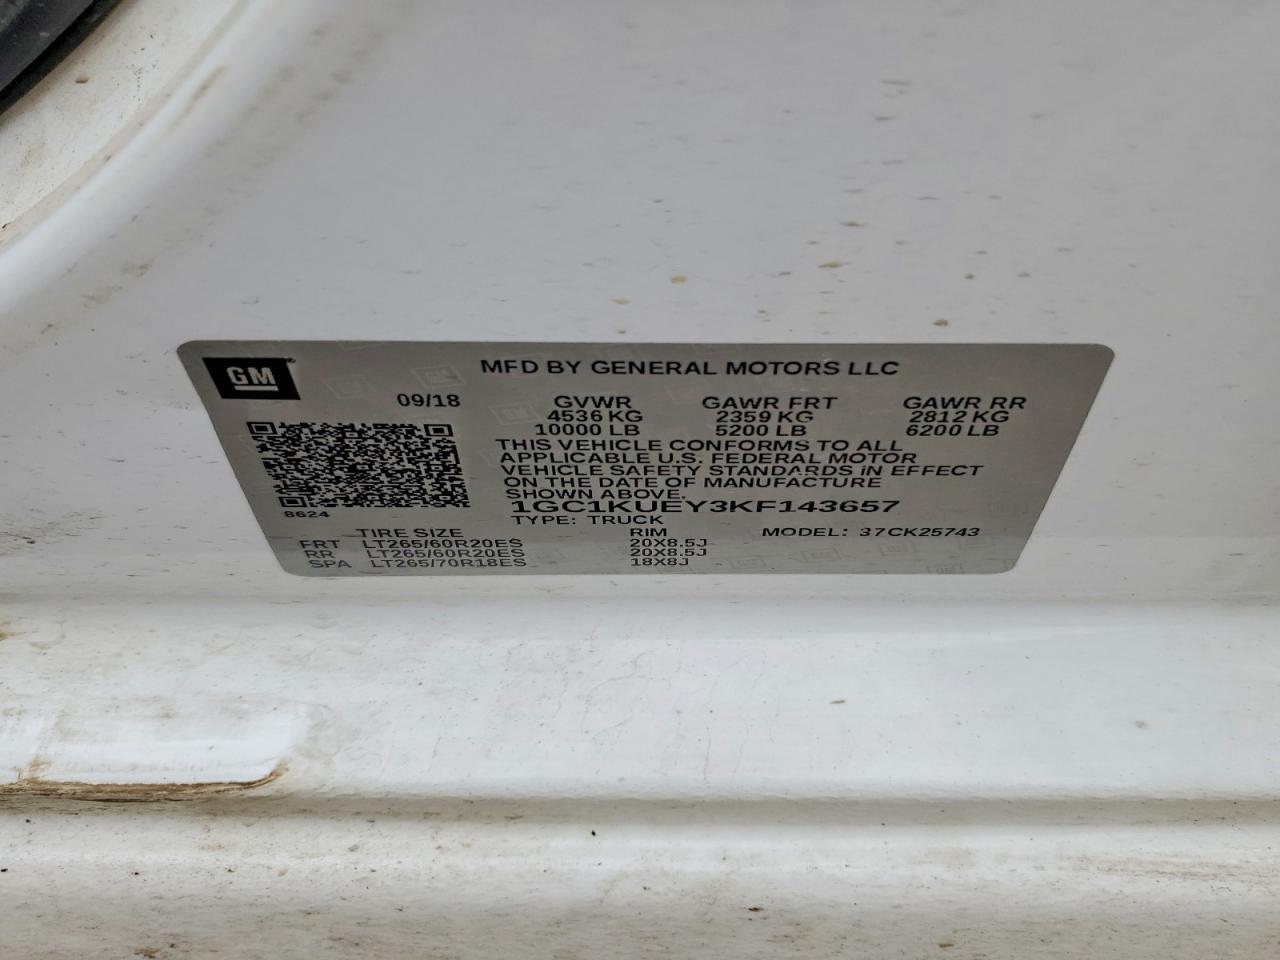 GM
MFD BY GENERAL MOTORS LLC
09/18
GVWR GAWR FRT GAWR RR
4536 KG 2359 KG 2812 KG
10000 LB 5200 LB 6200 LB
THIS VEHICLE CONFORMS TO ALL
APPLICABLE U.S. FEDERAL MOTOR
VEHICLE SAFETY STANDARDS IN EFFECT
ON THE DATE OF MANUFACTURE
SHOWN ABOVE.
8624
1GC1KUEY3KF143657
TYPE: TRUCK
TIRE SIZE RIM MODEL: 37CK25743
FRT LT265/60R20ES 20X8.5J
RR LT265/60R20ES 20X8.5J
SPA LT265/70R18ES 18X8J